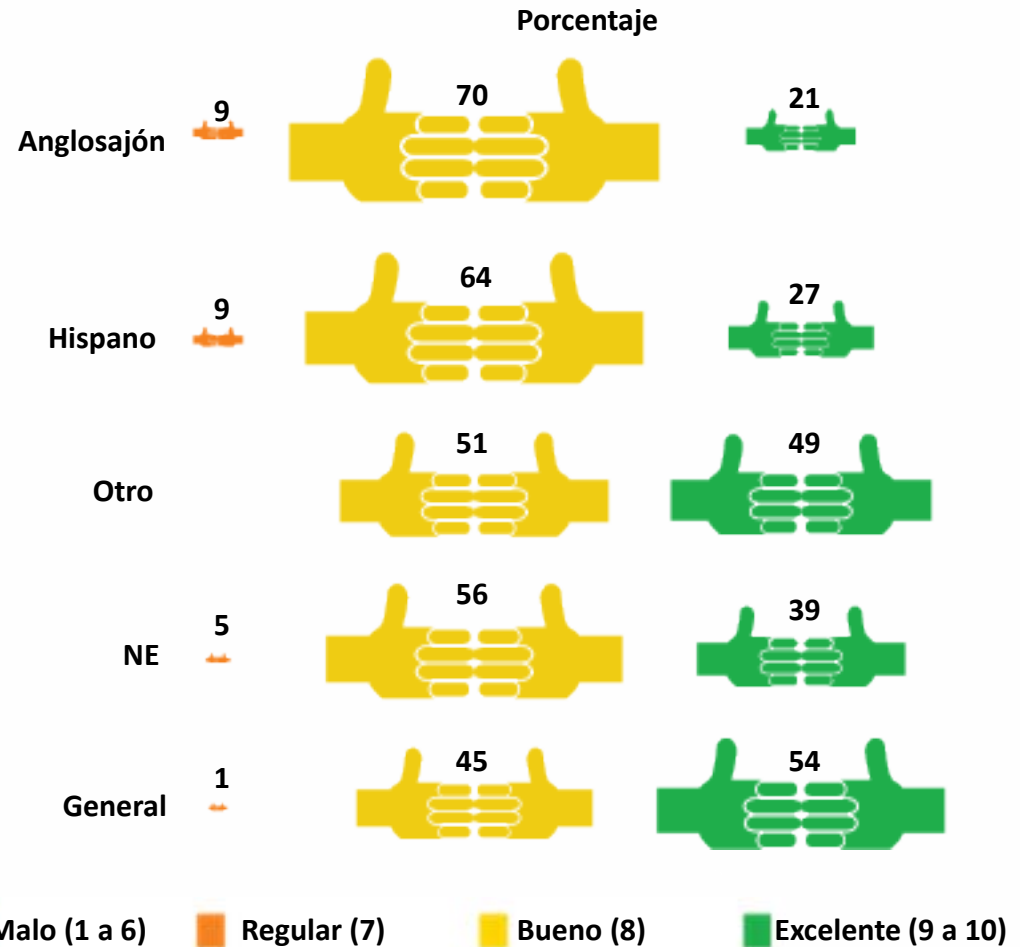 Porcentaje
Anglosajón 9 70 21
Hispano 9 64 27
Otro 51 49
NE 5 56 39
General 1 45 54
Malo (1 a 6) Regular (7) Bueno (8) Excelente (9 a 10)